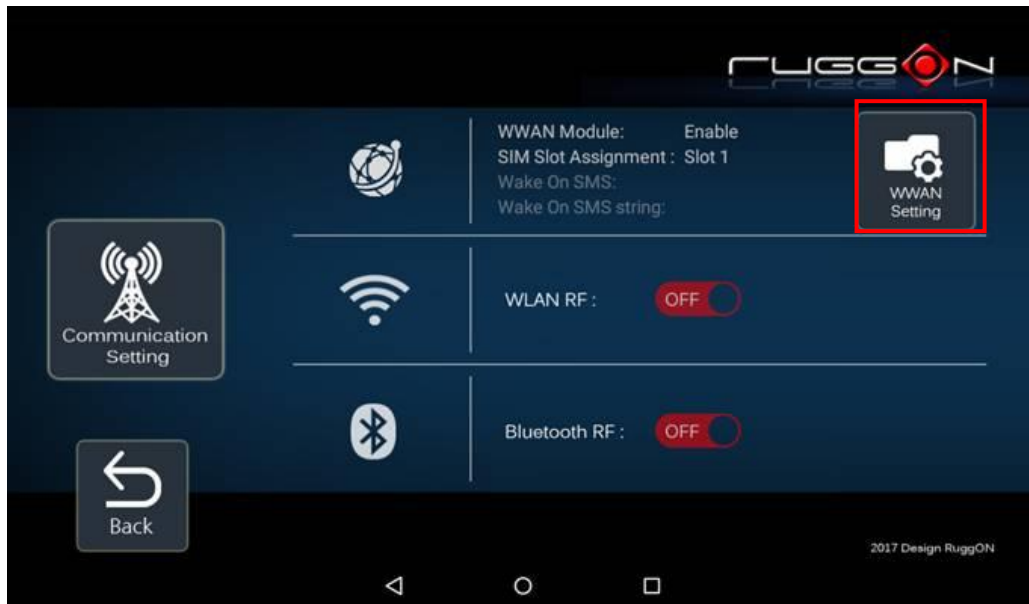 RUGGON
WWAN Module: Enable
SIM Slot Assignment : Slot 1
Wake On SMS:
Wake On SMS string:
WWAN
Setting
Communication
Setting
WLAN RF : OFF
Bluetooth RF : OFF
Back
2017 Design RuggON